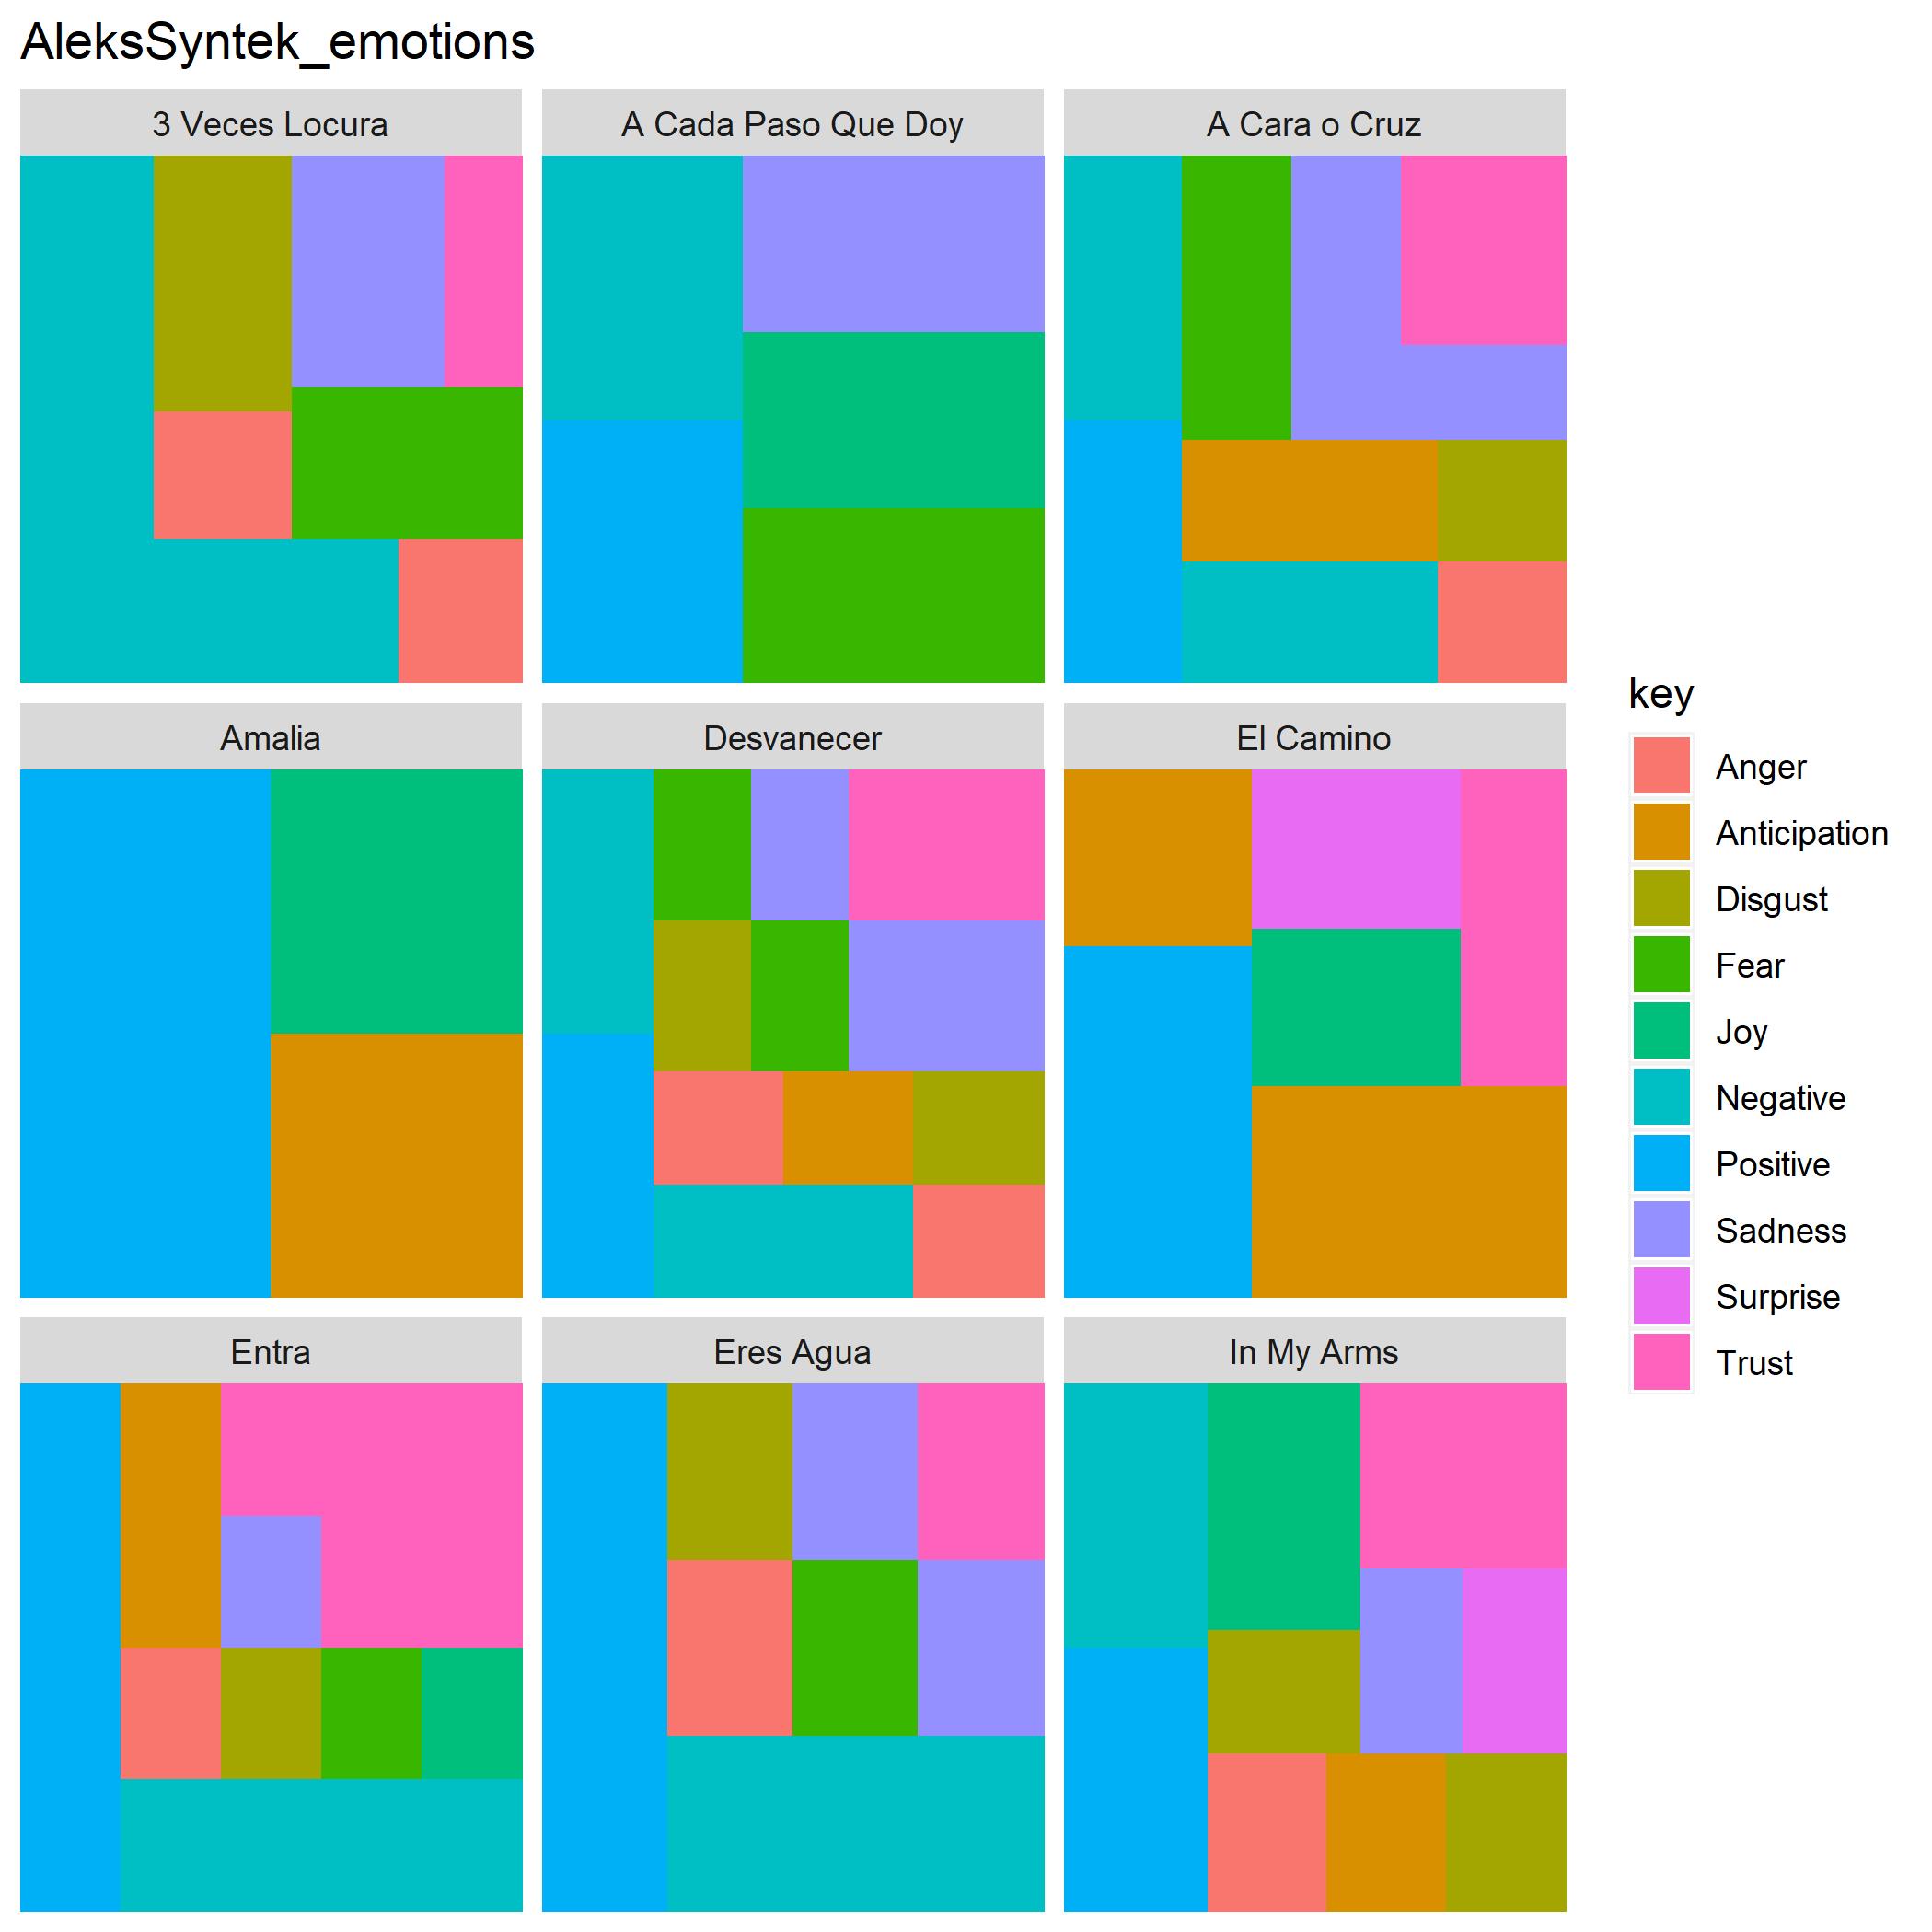 AleksSyntek_emotions
3 Veces Locura
A Cada Paso Que Doy
A Cara o Cruz
Amalia
Desvanecer
El Camino
Entra
Eres Agua
In My Arms
key
Anger
Anticipation
Disgust
Fear
Joy
Negative
Positive
Sadness
Surprise
Trust